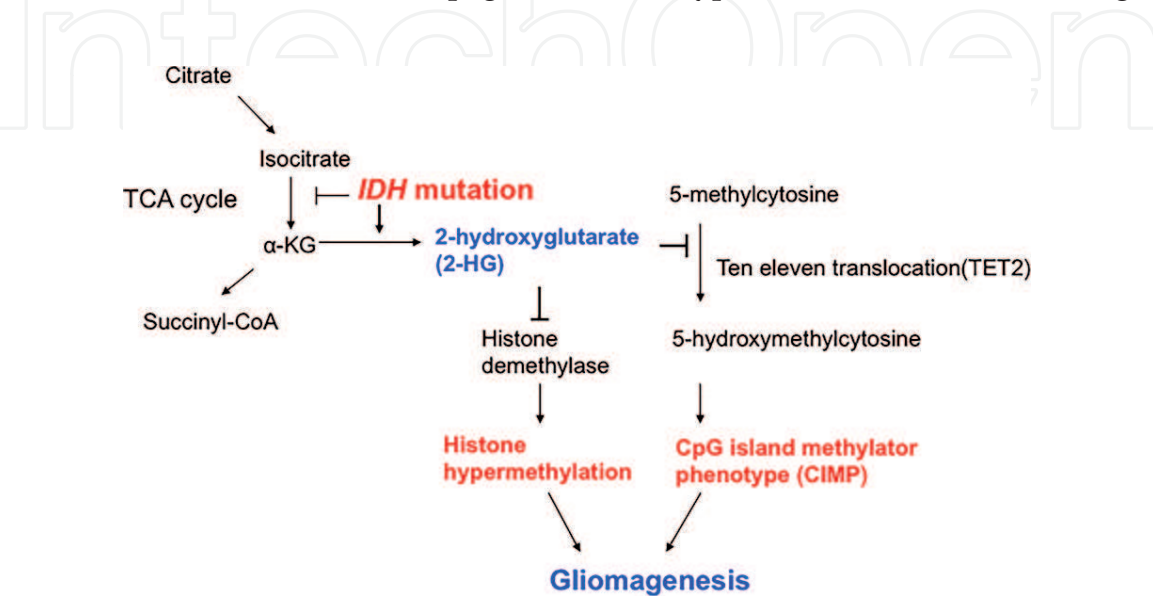 IntechOpen
Citrate
Isocitrate
TCA cycle
IDH mutation
5-methylcytosine
α-KG
2-hydroxyglutarate
(2-HG)
Ten eleven translocation(TET2)
Succinyl-CoA
Histone
demethylase
5-hydroxymethylcytosine
Histone
hypermethylation
CpG island methylator
phenotype (CIMP)
Gliomagenesis